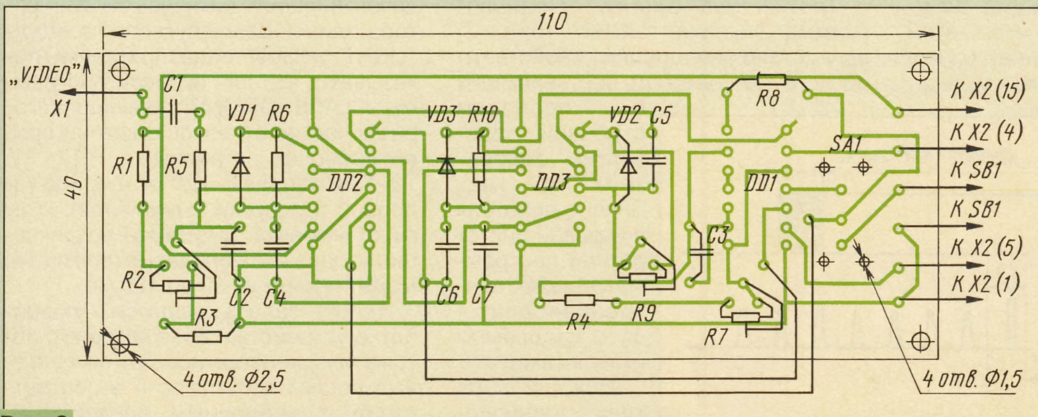 110
„VIDEO"
X1
40
C1
VD1
R6
VD3
R10
VD2
C5
R8
К X2 (15)
К X2 (4)
SA1
К SB1
К SB1
К X2 (5)
К X2 (1)
R1
R5
DD2
DD3
DD1
R2
C2
C4
C6
C7
C3
R3
R4
R9
R7
4 отв. Ф2,5
4 отв. Ф1,5